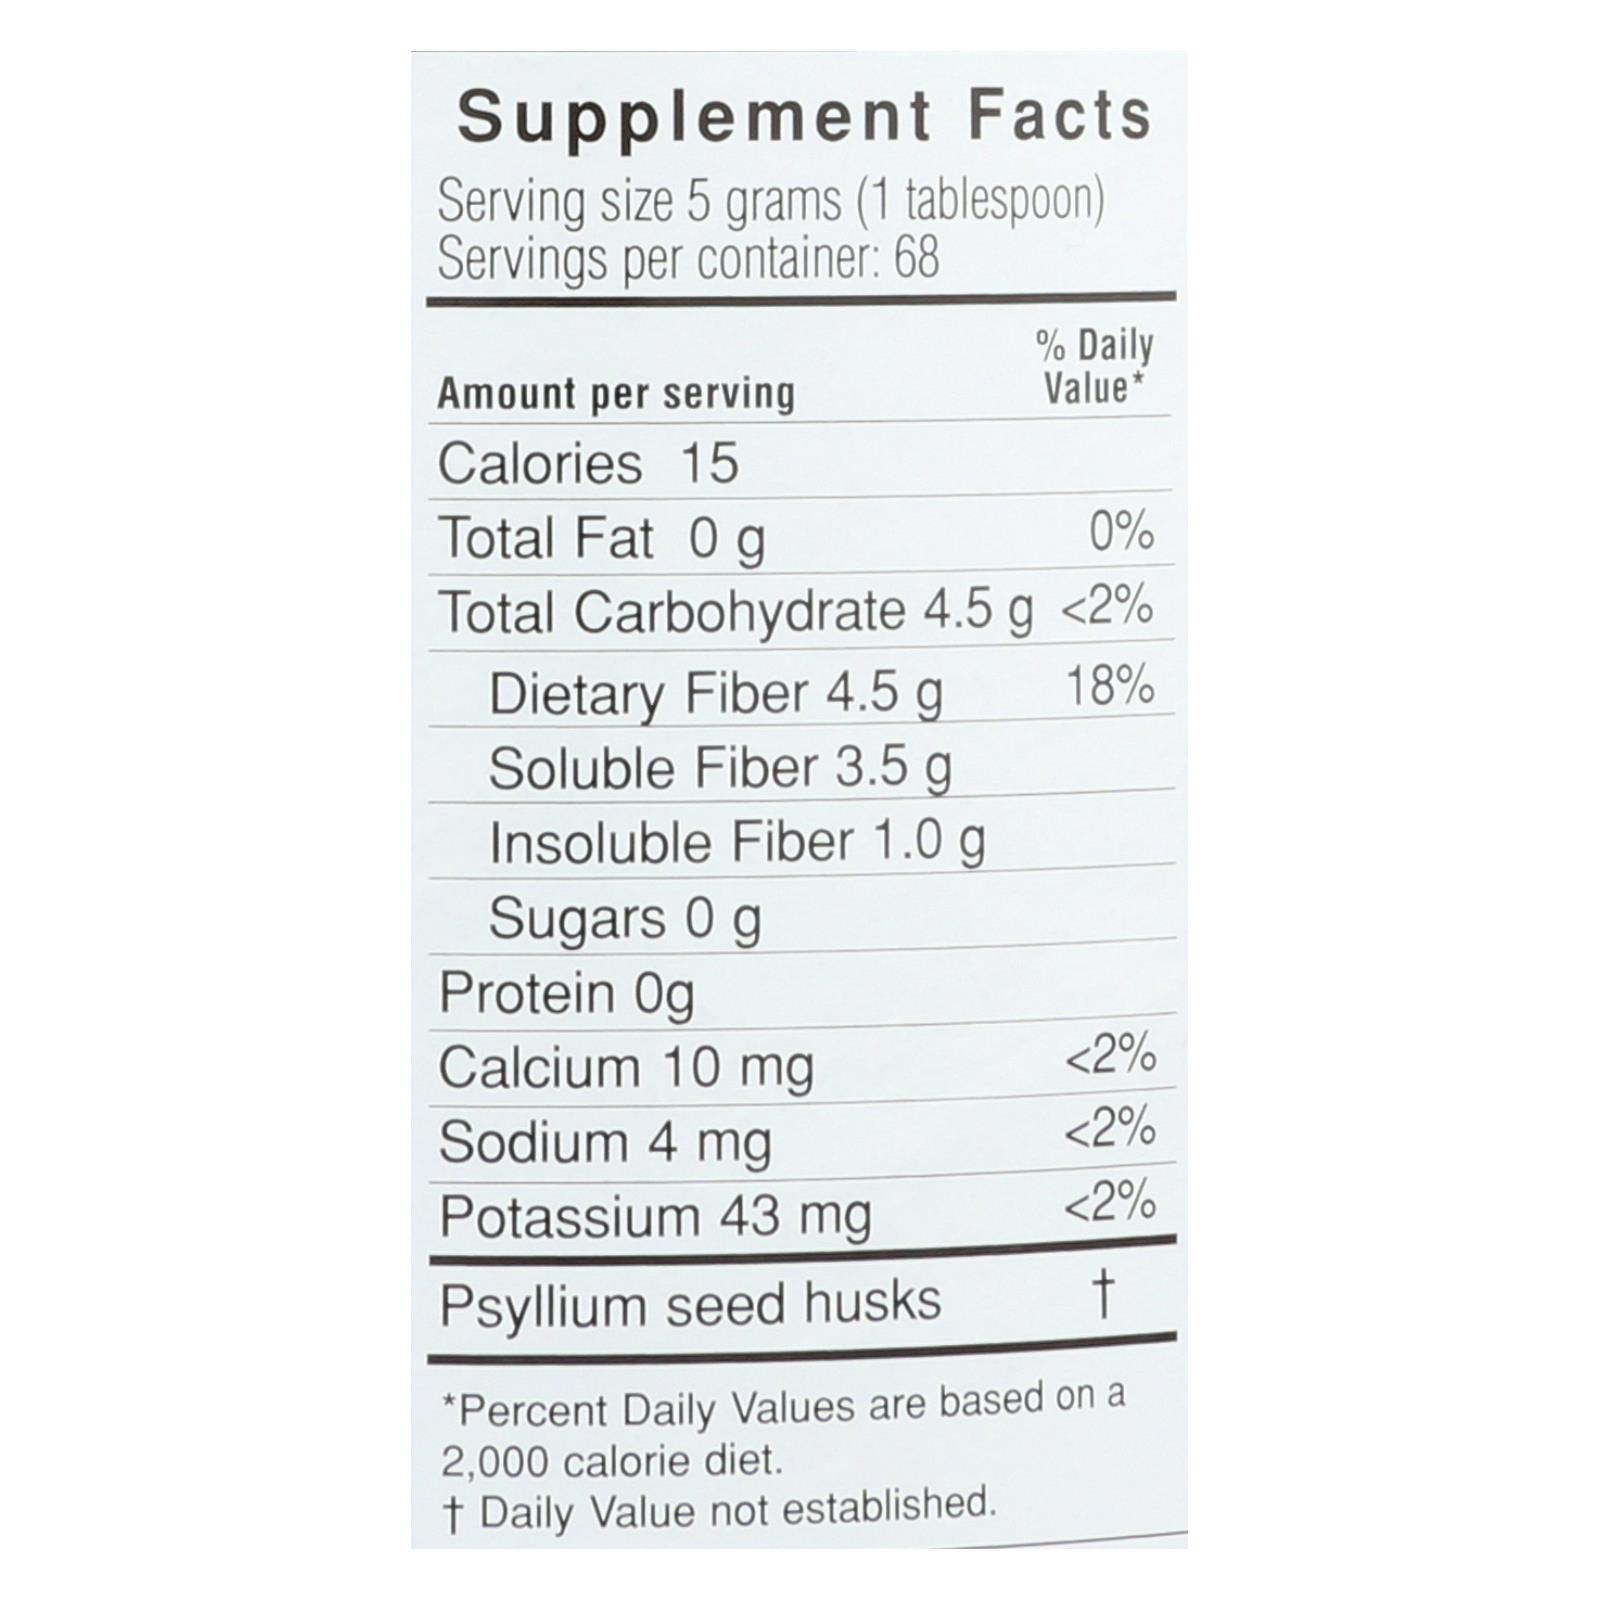 Supplement Facts
Serving size 5 grams (1 tablespoon)
Servings per container: 68
% Daily
Amount per serving Value*
Calories 15
Total Fat 0 g 0%
Total Carbohydrate 4.5 g <2%
Dietary Fiber 4.5 g 18%
Soluble Fiber 3.5 g
Insoluble Fiber 1.0 g
Sugars 0 g
Protein 0g
Calcium 10 mg <2%
Sodium 4 mg <2%
Potassium 43 mg <2%
Psyllium seed husks †
*Percent Daily Values are based on a
2,000 calorie diet.
† Daily Value not established.